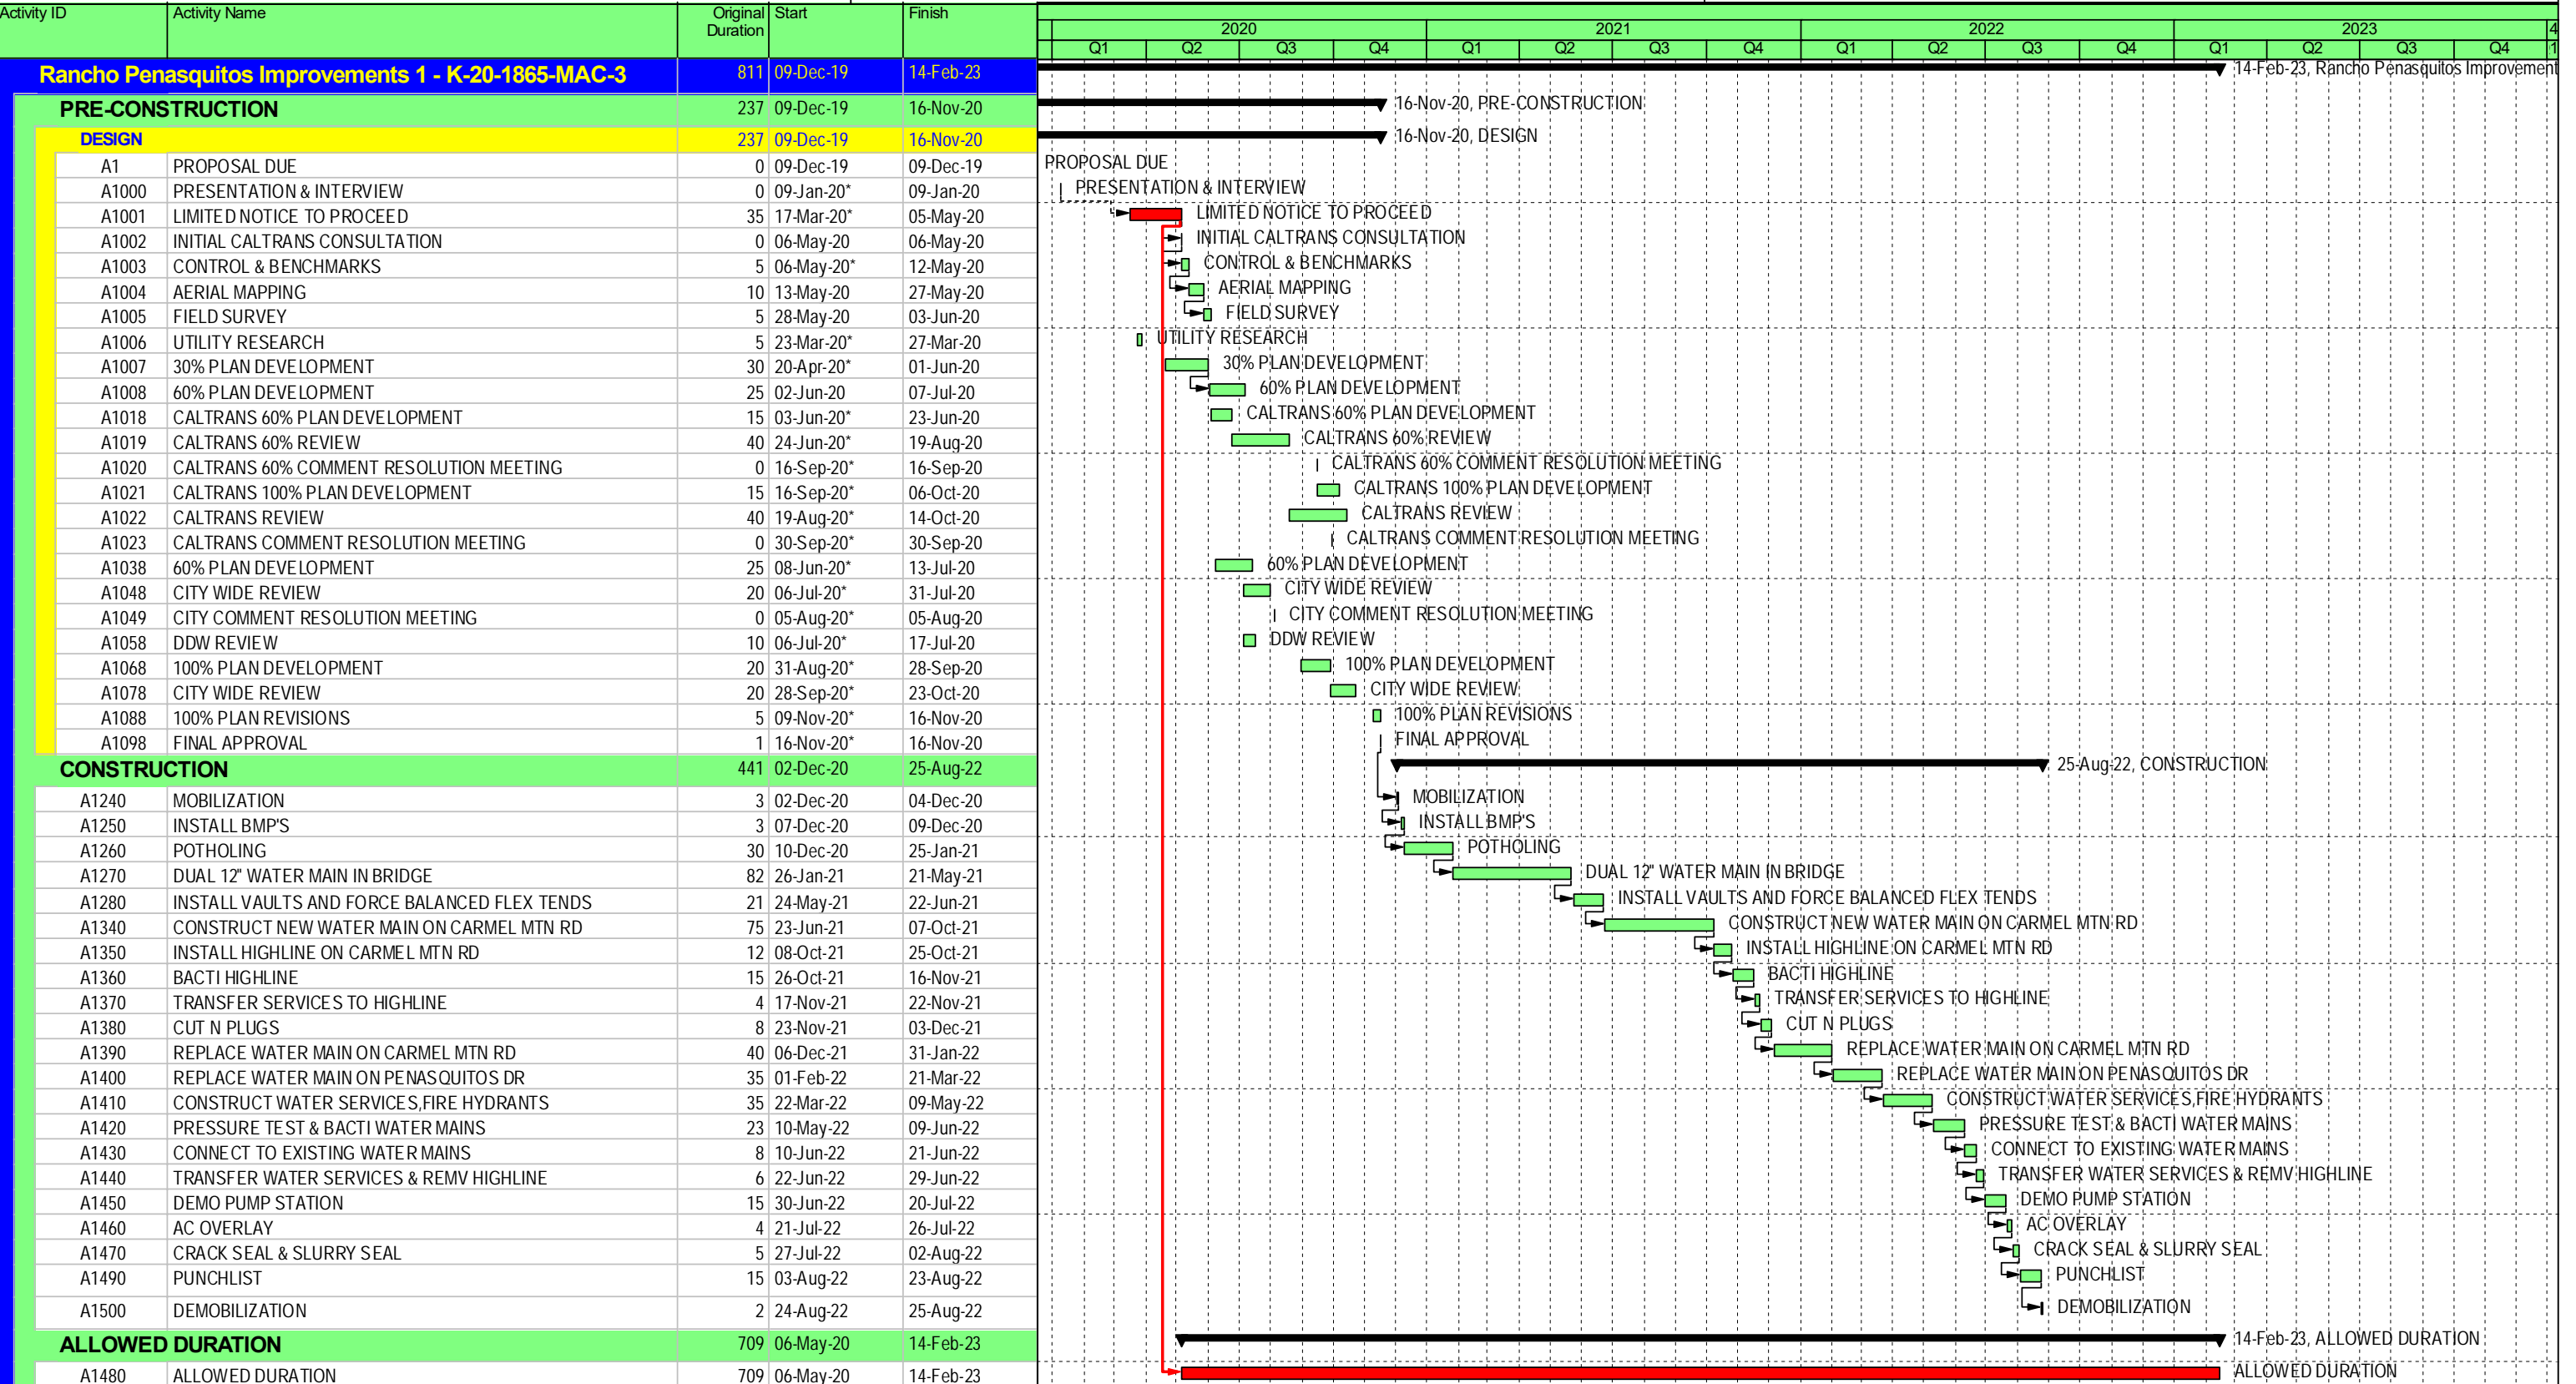 Activity ID Activity Name Original Duration Start Finish
2020 2021 2022 2023 4
Q1 Q2 Q3 Q4 Q1 Q2 Q3 Q4 Q1 Q2 Q3 Q4 Q1 Q2 Q3 Q4 1
Rancho Penasquitos Improvements 1 - K-20-1865-MAC-3 811 09-Dec-19 14-Feb-23 14-Feb-23, Rancho Penasquitos Improvement
PRE-CONSTRUCTION 237 09-Dec-19 16-Nov-20 16-Nov-20, PRE-CONSTRUCTION
DESIGN 237 09-Dec-19 16-Nov-20 16-Nov-20, DESIGN
A1 PROPOSAL DUE 0 09-Dec-19 09-Dec-19 PROPOSAL DUE
A1000 PRESENTATION & INTERVIEW 0 09-Jan-20* 09-Jan-20 PRESENTATION & INTERVIEW
A1001 LIMITED NOTICE TO PROCEED 35 17-Mar-20* 05-May-20 LIMITED NOTICE TO PROCEED
A1002 INITIAL CALTRANS CONSULTATION 0 06-May-20 06-May-20 INITIAL CALTRANS CONSULTATION
A1003 CONTROL & BENCHMARKS 5 06-May-20* 12-May-20 CONTROL & BENCHMARKS
A1004 AERIAL MAPPING 10 13-May-20 27-May-20 AERIAL MAPPING
A1005 FIELD SURVEY 5 28-May-20 03-Jun-20 FIELD SURVEY
A1006 UTILITY RESEARCH 5 23-Mar-20* 27-Mar-20 UTILITY RESEARCH
A1007 30% PLAN DEVELOPMENT 30 20-Apr-20* 01-Jun-20 30% PLAN DEVELOPMENT
A1008 60% PLAN DEVELOPMENT 25 02-Jun-20 07-Jul-20 60% PLAN DEVELOPMENT
A1018 CALTRANS 60% PLAN DEVELOPMENT 15 03-Jun-20* 23-Jun-20 CALTRANS 60% PLAN DEVELOPMENT
A1019 CALTRANS 60% REVIEW 40 24-Jun-20* 19-Aug-20 CALTRANS 60% REVIEW
A1020 CALTRANS 60% COMMENT RESOLUTION MEETING 0 16-Sep-20* 16-Sep-20 CALTRANS 60% COMMENT RESOLUTION MEETING
A1021 CALTRANS 100% PLAN DEVELOPMENT 15 16-Sep-20* 06-Oct-20 CALTRANS 100% PLAN DEVELOPMENT
A1022 CALTRANS REVIEW 40 19-Aug-20* 14-Oct-20 CALTRANS REVIEW
A1023 CALTRANS COMMENT RESOLUTION MEETING 0 30-Sep-20* 30-Sep-20 CALTRANS COMMENT RESOLUTION MEETING
A1038 60% PLAN DEVELOPMENT 25 08-Jun-20* 13-Jul-20 60% PLAN DEVELOPMENT
A1048 CITY WIDE REVIEW 20 06-Jul-20* 31-Jul-20 CITY WIDE REVIEW
A1049 CITY COMMENT RESOLUTION MEETING 0 05-Aug-20* 05-Aug-20 CITY COMMENT RESOLUTION MEETING
A1058 DDW REVIEW 10 06-Jul-20* 17-Jul-20 DDW REVIEW
A1068 100% PLAN DEVELOPMENT 20 31-Aug-20* 28-Sep-20 100% PLAN DEVELOPMENT
A1078 CITY WIDE REVIEW 20 28-Sep-20* 23-Oct-20 CITY WIDE REVIEW
A1088 100% PLAN REVISIONS 5 09-Nov-20* 16-Nov-20 100% PLAN REVISIONS
A1098 FINAL APPROVAL 1 16-Nov-20* 16-Nov-20 FINAL APPROVAL
CONSTRUCTION 441 02-Dec-20 25-Aug-22 25-Aug-22, CONSTRUCTION
A1240 MOBILIZATION 3 02-Dec-20 04-Dec-20 MOBILIZATION
A1250 INSTALL BMP'S 3 07-Dec-20 09-Dec-20 INSTALL BMP'S
A1260 POTHOLING 30 10-Dec-20 25-Jan-21 POTHOLING
A1270 DUAL 12" WATER MAIN IN BRIDGE 82 26-Jan-21 21-May-21 DUAL 12" WATER MAIN IN BRIDGE
A1280 INSTALL VAULTS AND FORCE BALANCED FLEX TENDS 21 24-May-21 22-Jun-21 INSTALL VAULTS AND FORCE BALANCED FLEX TENDS
A1340 CONSTRUCT NEW WATER MAIN ON CARMEL MTN RD 75 23-Jun-21 07-Oct-21 CONSTRUCT NEW WATER MAIN ON CARMEL MTN RD
A1350 INSTALL HIGHLINE ON CARMEL MTN RD 12 08-Oct-21 25-Oct-21 INSTALL HIGHLINE ON CARMEL MTN RD
A1360 BACTI HIGHLINE 15 26-Oct-21 16-Nov-21 BACTI HIGHLINE
A1370 TRANSFER SERVICES TO HIGHLINE 4 17-Nov-21 22-Nov-21 TRANSFER SERVICES TO HIGHLINE
A1380 CUT N PLUGS 8 23-Nov-21 03-Dec-21 CUT N PLUGS
A1390 REPLACE WATER MAIN ON CARMEL MTN RD 40 06-Dec-21 31-Jan-22 REPLACE WATER MAIN ON CARMEL MTN RD
A1400 REPLACE WATER MAIN ON PENASQUITOS DR 35 01-Feb-22 21-Mar-22 REPLACE WATER MAIN ON PENASQUITOS DR
A1410 CONSTRUCT WATER SERVICES,FIRE HYDRANTS 35 22-Mar-22 09-May-22 CONSTRUCT WATER SERVICES,FIRE HYDRANTS
A1420 PRESSURE TEST & BACTI WATER MAINS 23 10-May-22 09-Jun-22 PRESSURE TEST & BACTI WATER MAINS
A1430 CONNECT TO EXISTING WATER MAINS 8 10-Jun-22 21-Jun-22 CONNECT TO EXISTING WATER MAINS
A1440 TRANSFER WATER SERVICES & REMV HIGHLINE 6 22-Jun-22 29-Jun-22 TRANSFER WATER SERVICES & REMV HIGHLINE
A1450 DEMO PUMP STATION 15 30-Jun-22 20-Jul-22 DEMO PUMP STATION
A1460 AC OVERLAY 4 21-Jul-22 26-Jul-22 AC OVERLAY
A1470 CRACK SEAL & SLURRY SEAL 5 27-Jul-22 02-Aug-22 CRACK SEAL & SLURRY SEAL
A1490 PUNCHLIST 15 03-Aug-22 23-Aug-22 PUNCHLIST
A1500 DEMOBILIZATION 2 24-Aug-22 25-Aug-22 DEMOBILIZATION
ALLOWED DURATION 709 06-May-20 14-Feb-23 14-Feb-23, ALLOWED DURATION
A1480 ALLOWED DURATION 709 06-May-20 14-Feb-23 ALLOWED DURATION